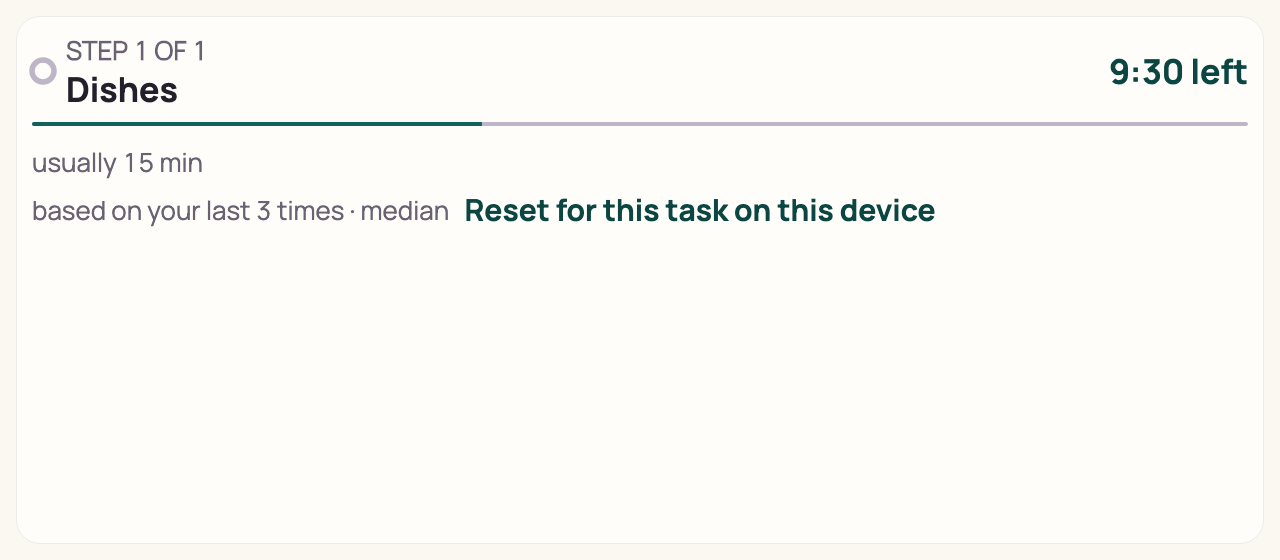 STEP 1 OF 1
Dishes
9:30 left
usually 15 min
based on your last 3 times · median Reset for this task on this device